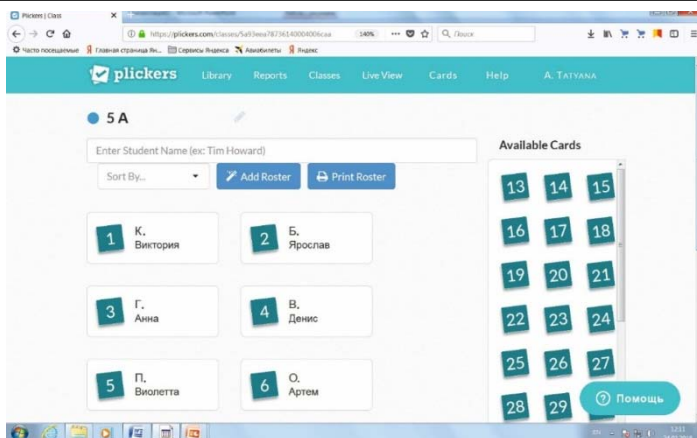 Plickers | Class
https://plickers.com/classes/5a93eea78736140004006caa
140%
Поиск
Часто посещаемые
Главная страница Ян...
Сервисы Яндекса
Авиабилеты
Яндекс
plickers
Library
Reports
Classes
Live View
Cards
Help
A. TATYANA
5 А
Enter Student Name (ex: Tim Howard)
Sort By...
Add Roster
Print Roster
1
К.
Виктория
2
Б.
Ярослав
3
Г.
Анна
4
В.
Денис
5
П.
Виолетта
6
О.
Артем
Available Cards
13 14 15
16 17 18
19 20 21
22 23 24
25 26 27
28 29
Помощь
12:11